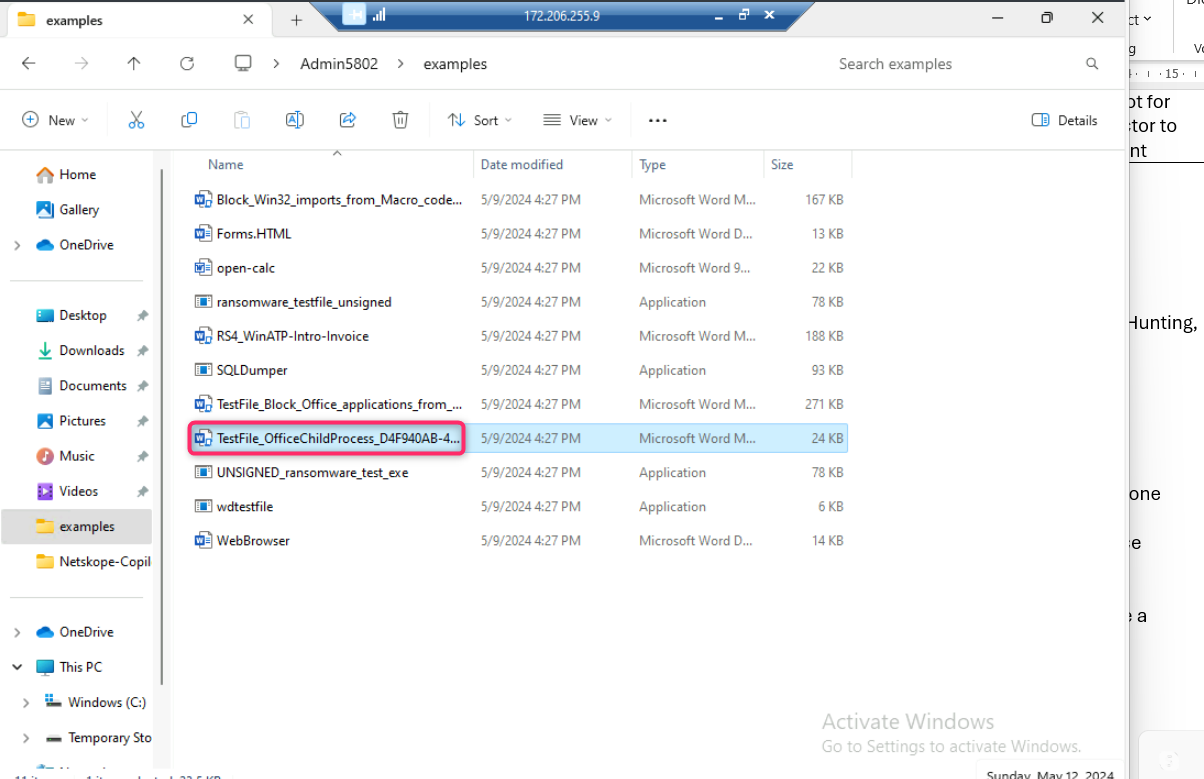 examples
172.206.255.9
Admin5802 examples
Search examples
New
Sort
View
Details
Home
Gallery
OneDrive
Desktop
Downloads
Documents
Pictures
Music
Videos
examples
Netskope-Copil
OneDrive
This PC
Windows (C:)
Temporary Sto
Name Date modified Type Size
Block_Win32_imports_from_Macro_code... 5/9/2024 4:27 PM Microsoft Word M... 167 KB
Forms.HTML 5/9/2024 4:27 PM Microsoft Word D... 13 KB
open-calc 5/9/2024 4:27 PM Microsoft Word 9... 22 KB
ransomware_testfile_unsigned 5/9/2024 4:27 PM Application 78 KB
RS4_WinATP-Intro-Invoice 5/9/2024 4:27 PM Microsoft Word M... 188 KB
SQLDumper 5/9/2024 4:27 PM Application 93 KB
TestFile_Block_Office_applications_from_... 5/9/2024 4:27 PM Microsoft Word M... 271 KB
TestFile_OfficeChildProcess_D4F940AB-4... 5/9/2024 4:27 PM Microsoft Word M... 24 KB
UNSIGNED_ransomware_test_exe 5/9/2024 4:27 PM Application 78 KB
wdtestfile 5/9/2024 4:27 PM Application 6 KB
WebBrowser 5/9/2024 4:27 PM Microsoft Word D... 14 KB
Activate Windows
Go to Settings to activate Windows.
Sunday, May 12, 2024
15
for
to
Hunting,
one
a